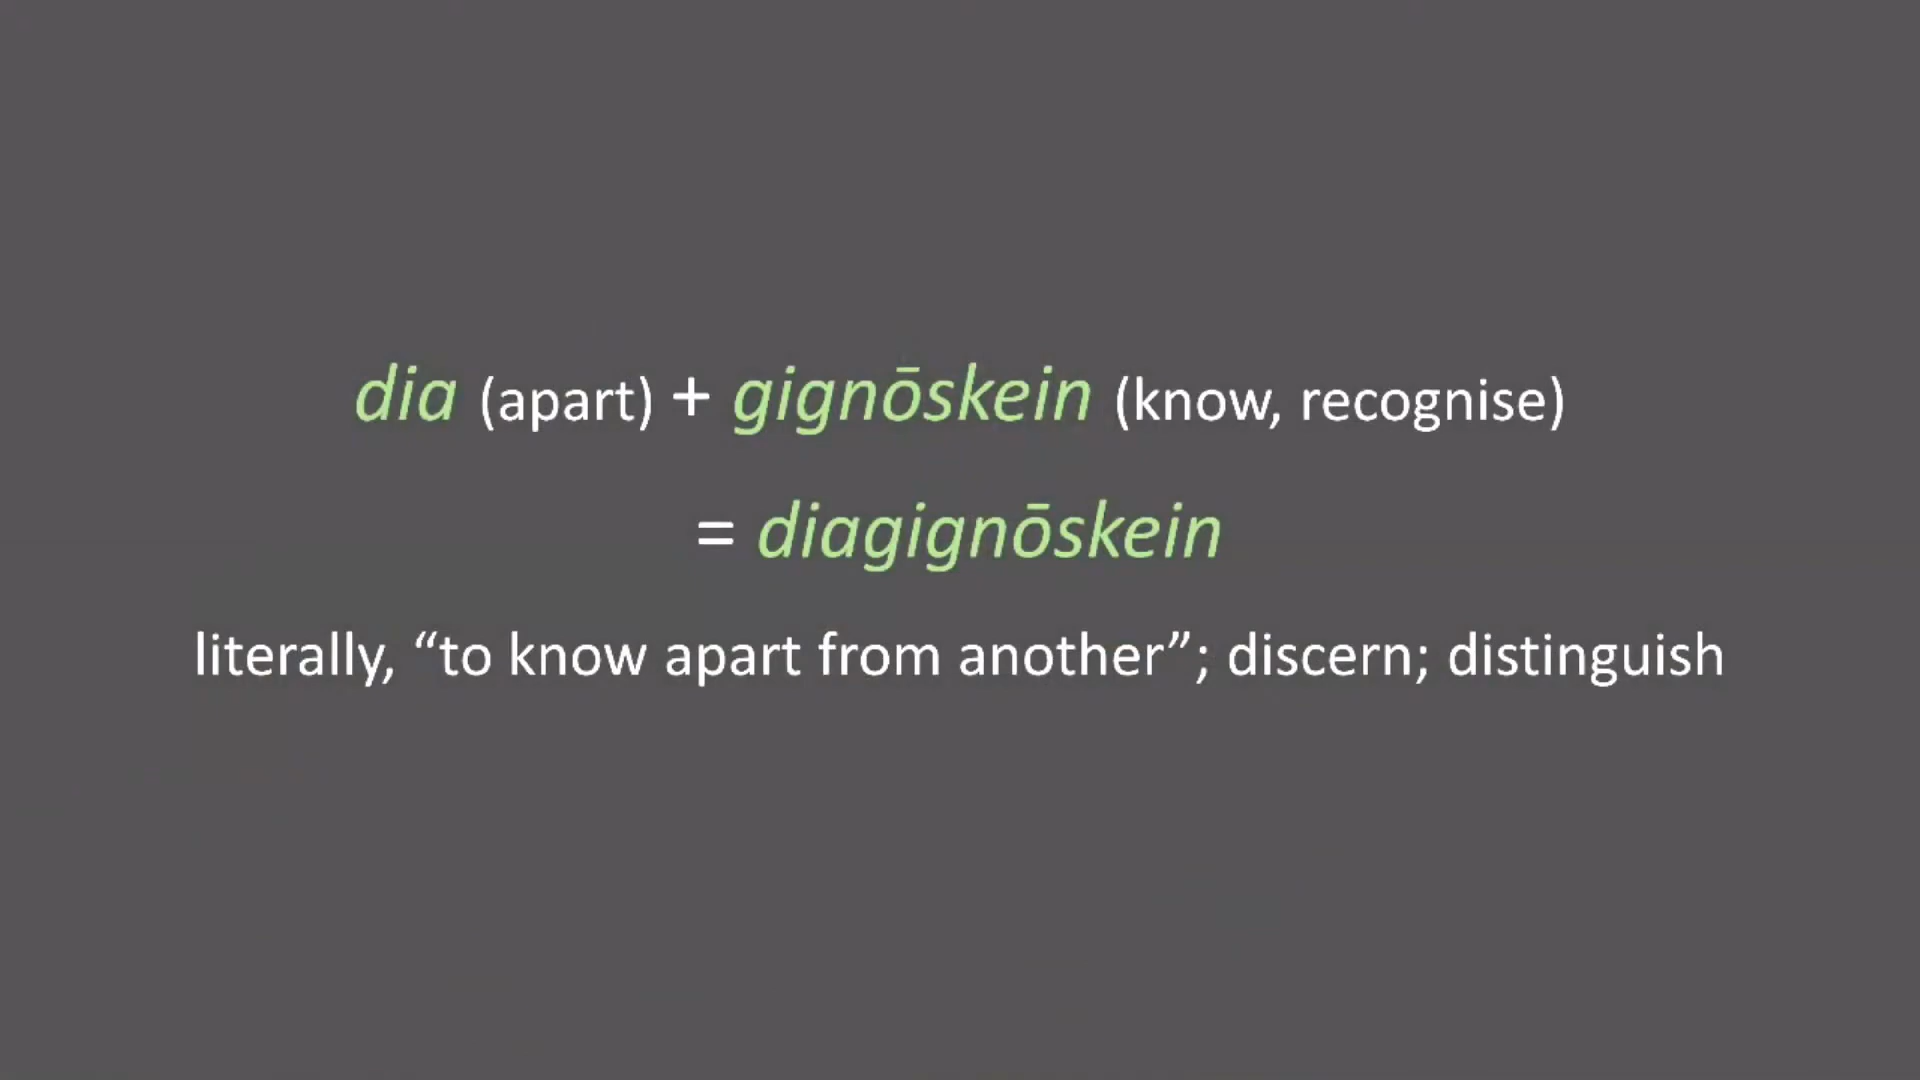 dia (apart) + gignōskein (know, recognise)
= diagignōskein
literally, “to know apart from another”; discern; distinguish